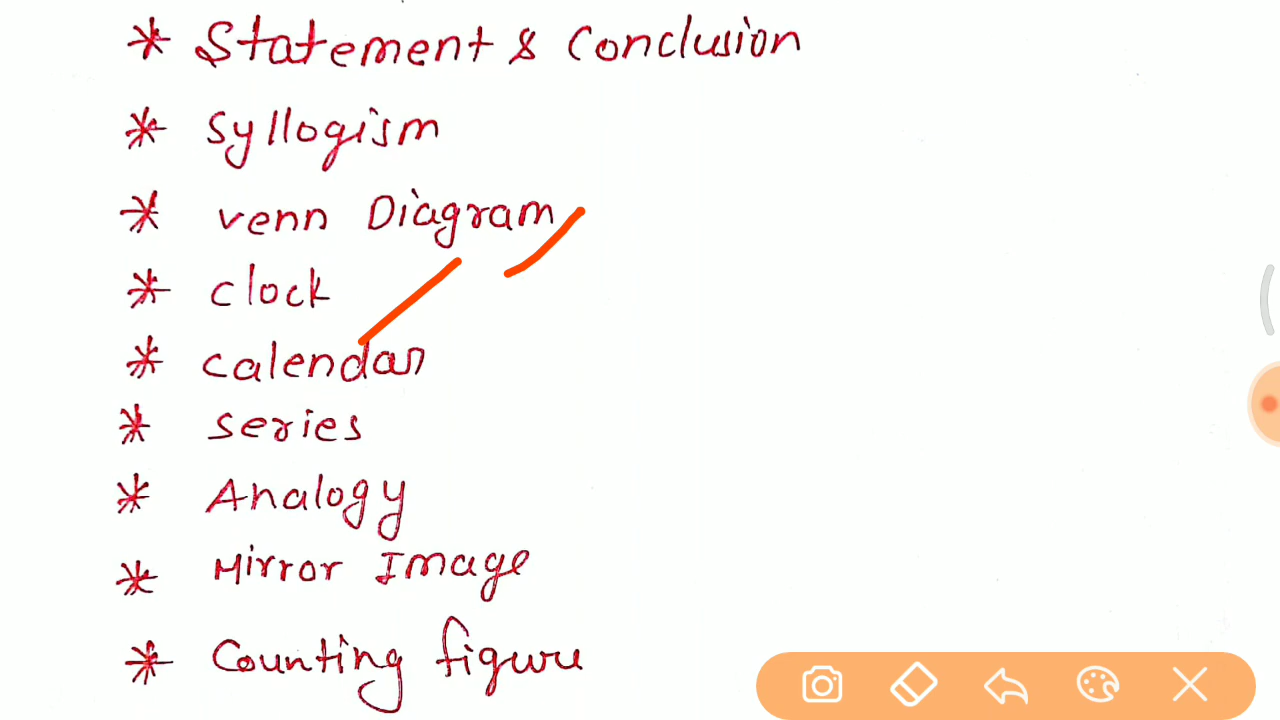 * Statement & Conclusion
* Syllogism
* venn Diagram
* clock
* calendar
* series
* Analogy
* Mirror Image
* Counting figure